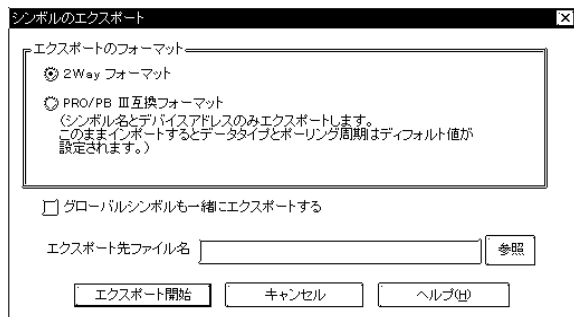 シンボルのエクスポート
エクスポートのフォーマット
2Way フォーマット
PRO/PB Ⅲ互換フォーマット
(シンボル名とデバイスアドレスのみエクスポートします。
このままインポートするとデータタイプとポーリング周期はディフォルト値が
設定されます。)
グローバルシンボルも一緒にエクスポートする
エクスポート先ファイル名
参照
エクスポート開始
キャンセル
ヘルプ(H)